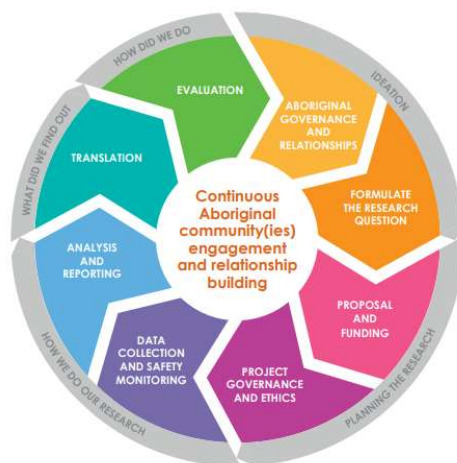 HOW DID WE DO
IDEATION
PLANNING THE RESEARCH
HOW WE DO OUR RESEARCH
WHAT DID WE FIND OUT
EVALUATION
ABORIGINAL
GOVERNANCE
AND
RELATIONSHIPS
FORMULATE
THE RESEARCH
QUESTION
PROPOSAL
AND
FUNDING
PROJECT
GOVERNANCE
AND ETHICS
DATA
COLLECTION
AND SAFETY
MONITORING
ANALYSIS
AND
REPORTING
TRANSLATION
Continuous
Aboriginal
community(ies)
engagement
and relationship
building